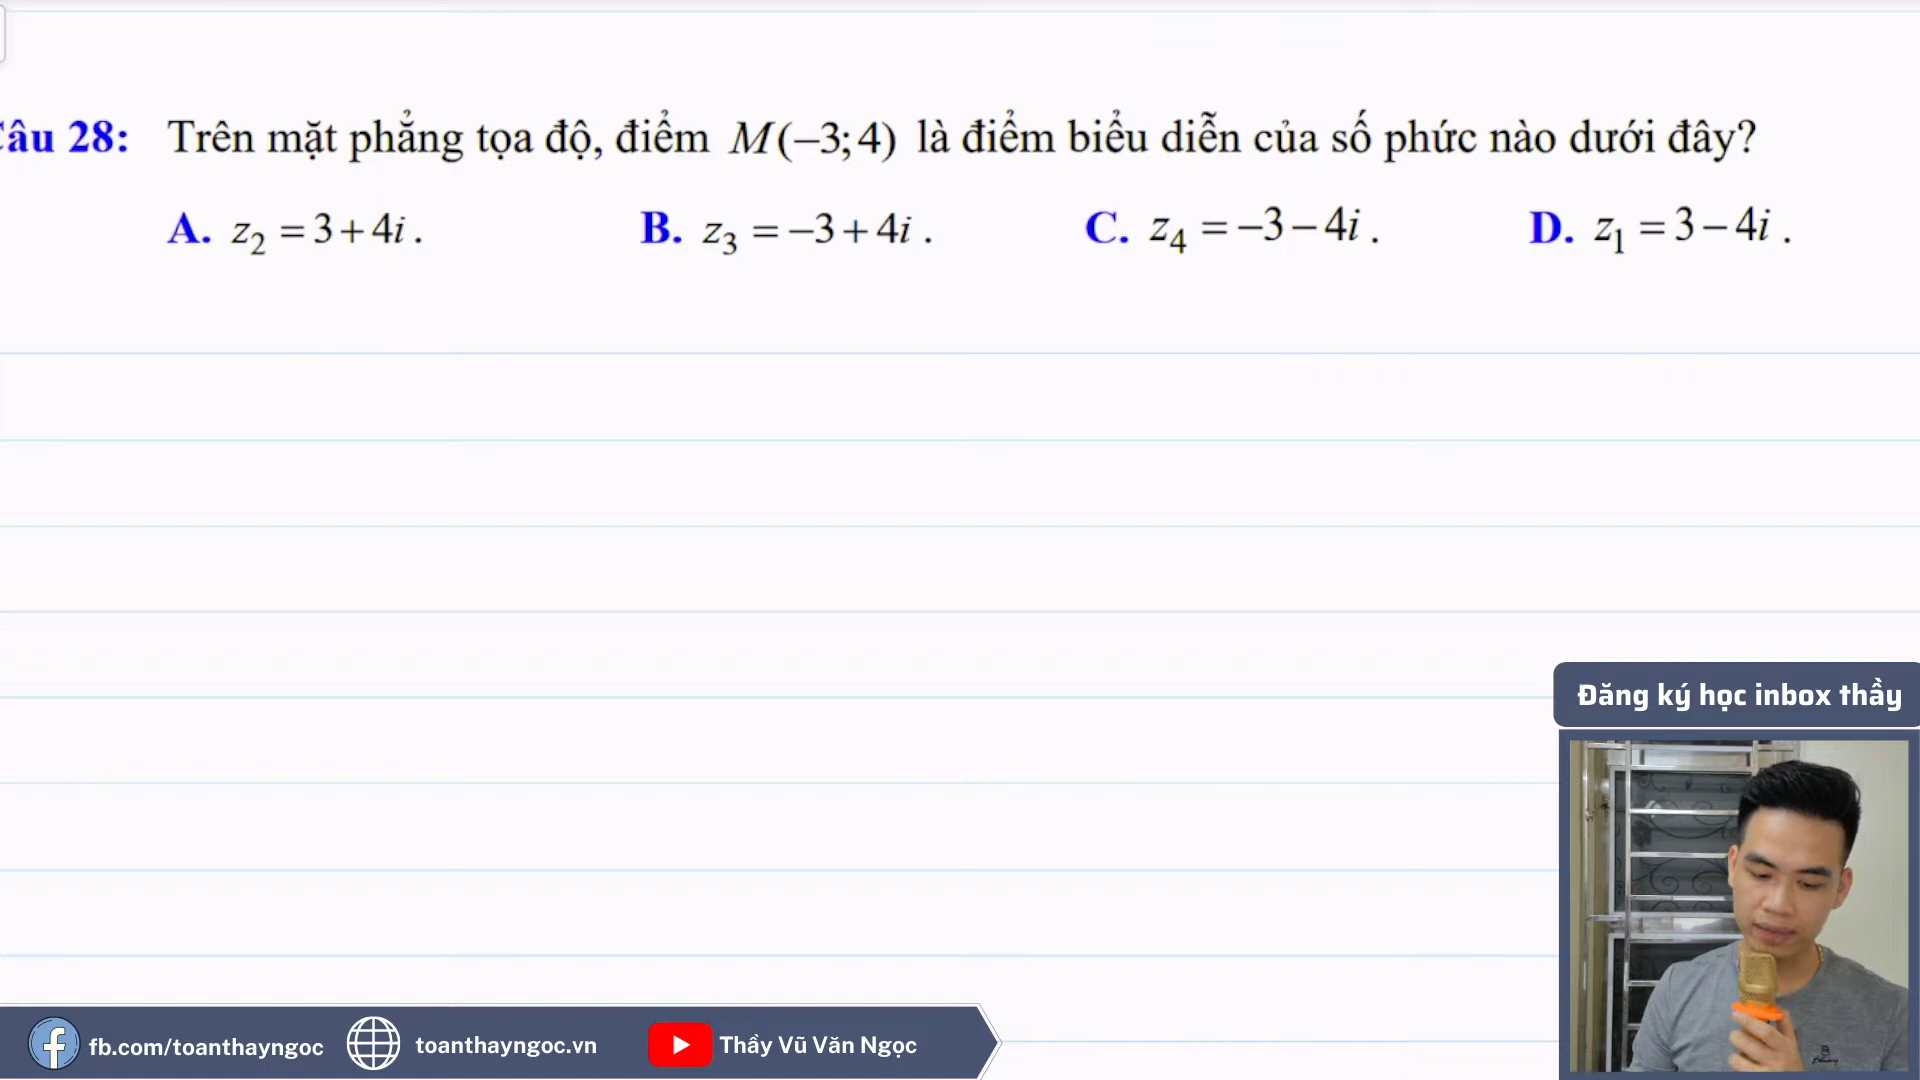 Câu 28: Trên mặt phẳng tọa độ, điểm M(−3;4) là điểm biểu diễn của số phức nào dưới đây?
A. z₂ = 3+4i . B. z₃ = −3+4i . C. z₄ = −3−4i . D. z₁ = 3−4i .
Đăng ký học inbox thầy
fb.com/toanthayngoc toanthayngoc.vn Thầy Vũ Văn Ngọc